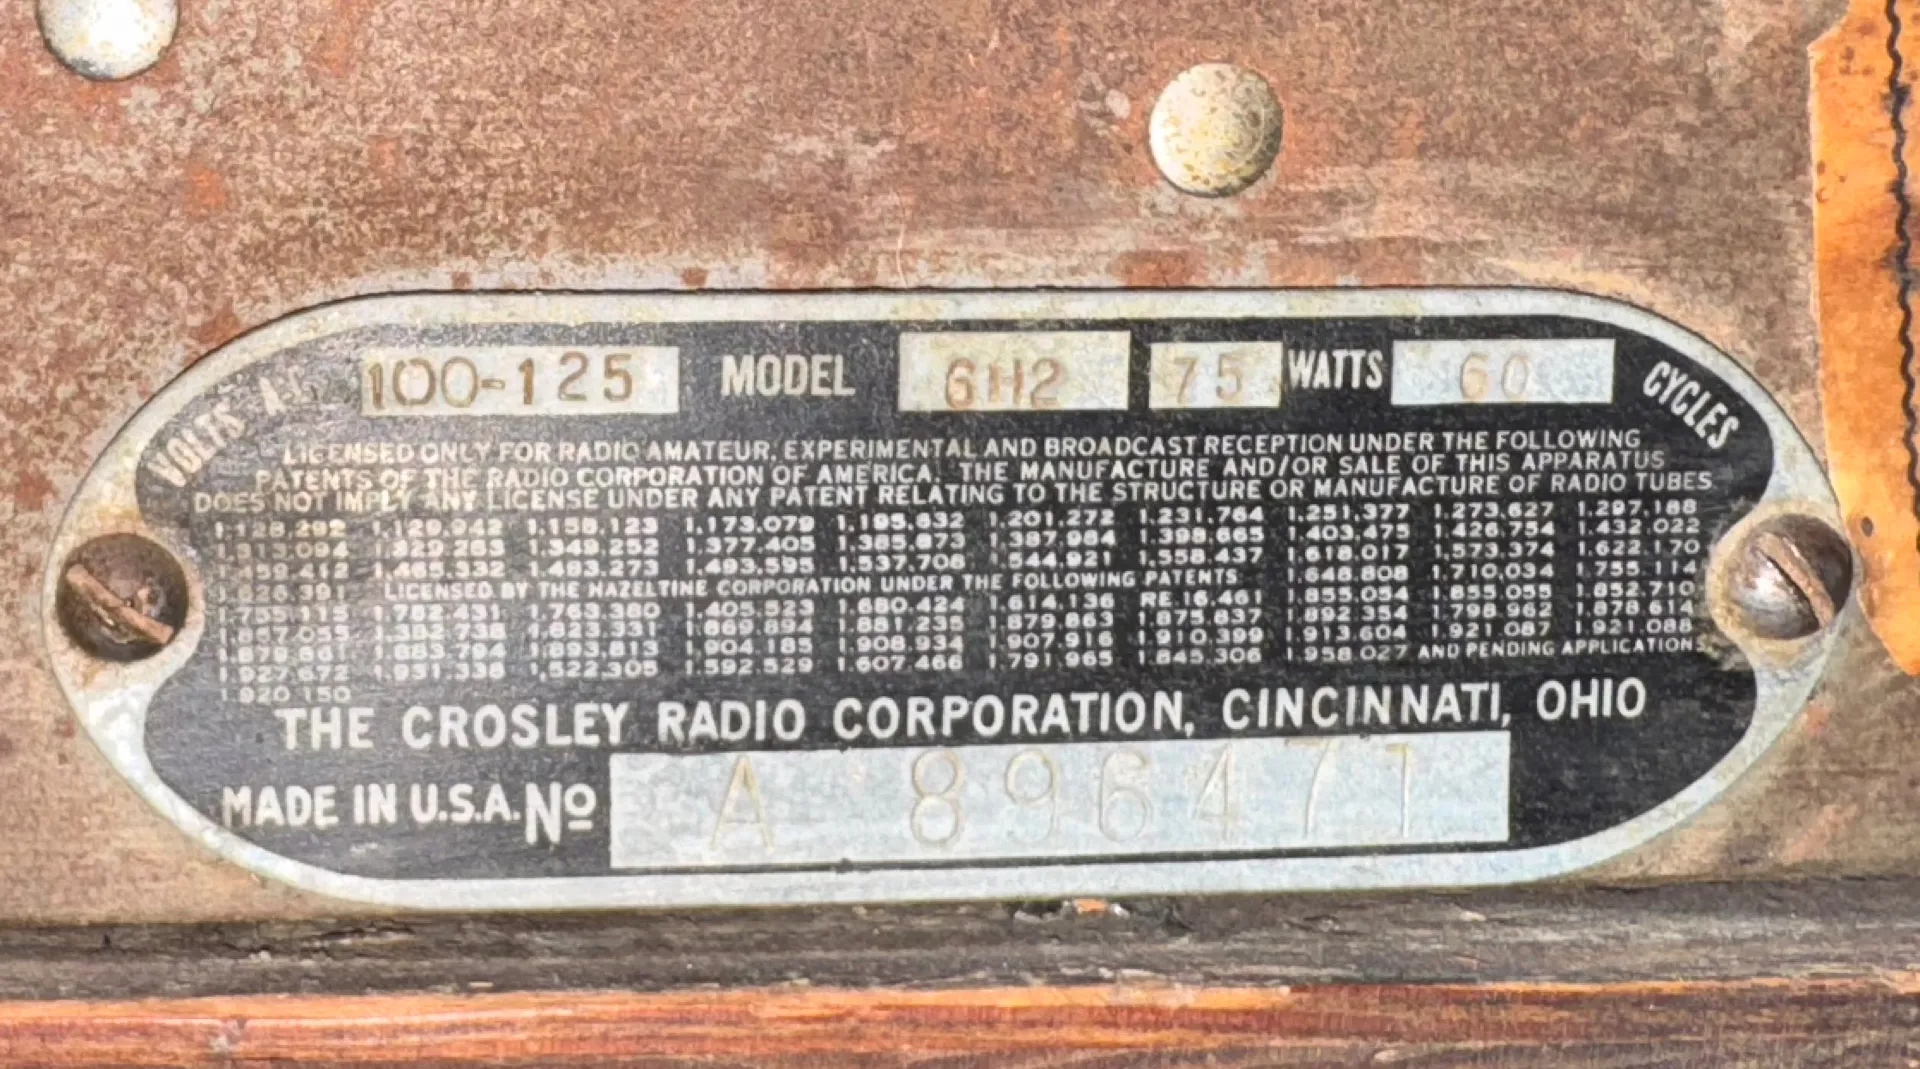 VOLTS A.C. 100-125 MODEL 6H2 75 WATTS 60 CYCLES
LICENSED ONLY FOR RADIO AMATEUR, EXPERIMENTAL AND BROADCAST RECEPTION UNDER THE FOLLOWING
PATENTS OF THE RADIO CORPORATION OF AMERICA. THE MANUFACTURE AND/OR SALE OF THIS APPARATUS
DOES NOT IMPLY ANY LICENSE UNDER ANY PATENT RELATING TO THE STRUCTURE OR MANUFACTURE OF RADIO TUBES
1.128.292 1.129.942 1.158.123 1.173.079 1.195.632 1.201.272 1.231.764 1.251.377 1.273.627 1.297.188
1.313.094 1.329.283 1.349.252 1.377.405 1.385.873 1.387.984 1.398.665 1.403.475 1.426.754 1.432.022
1.459.412 1.465.332 1.483.273 1.493.595 1.537.708 1.544.921 1.558.437 1.618.017 1.573.374 1.622.170
1.626.391 LICENSED BY THE HAZELTINE CORPORATION UNDER THE FOLLOWING PATENTS 1.648.808 1.710.034 1.755.114
1.755.115 1.782.431 1.763.380 1.405.523 1.680.424 1.614.136 RE.16.461 1.855.054 1.855.055 1.852.710
1.867.055 1.382.738 1.823.331 1.869.894 1.881.235 1.879.863 1.875.837 1.892.354 1.798.962 1.878.614
1.879.861 1.883.794 1.893.813 1.904.185 1.908.934 1.907.916 1.910.399 1.913.604 1.921.087 1.921.088
1.927.672 1.951.338 1.522.305 1.592.529 1.607.466 1.791.965 1.845.306 1.958.027 AND PENDING APPLICATIONS
1.920.150
THE CROSLEY RADIO CORPORATION, CINCINNATI, OHIO
MADE IN U.S.A. Nº A 896471